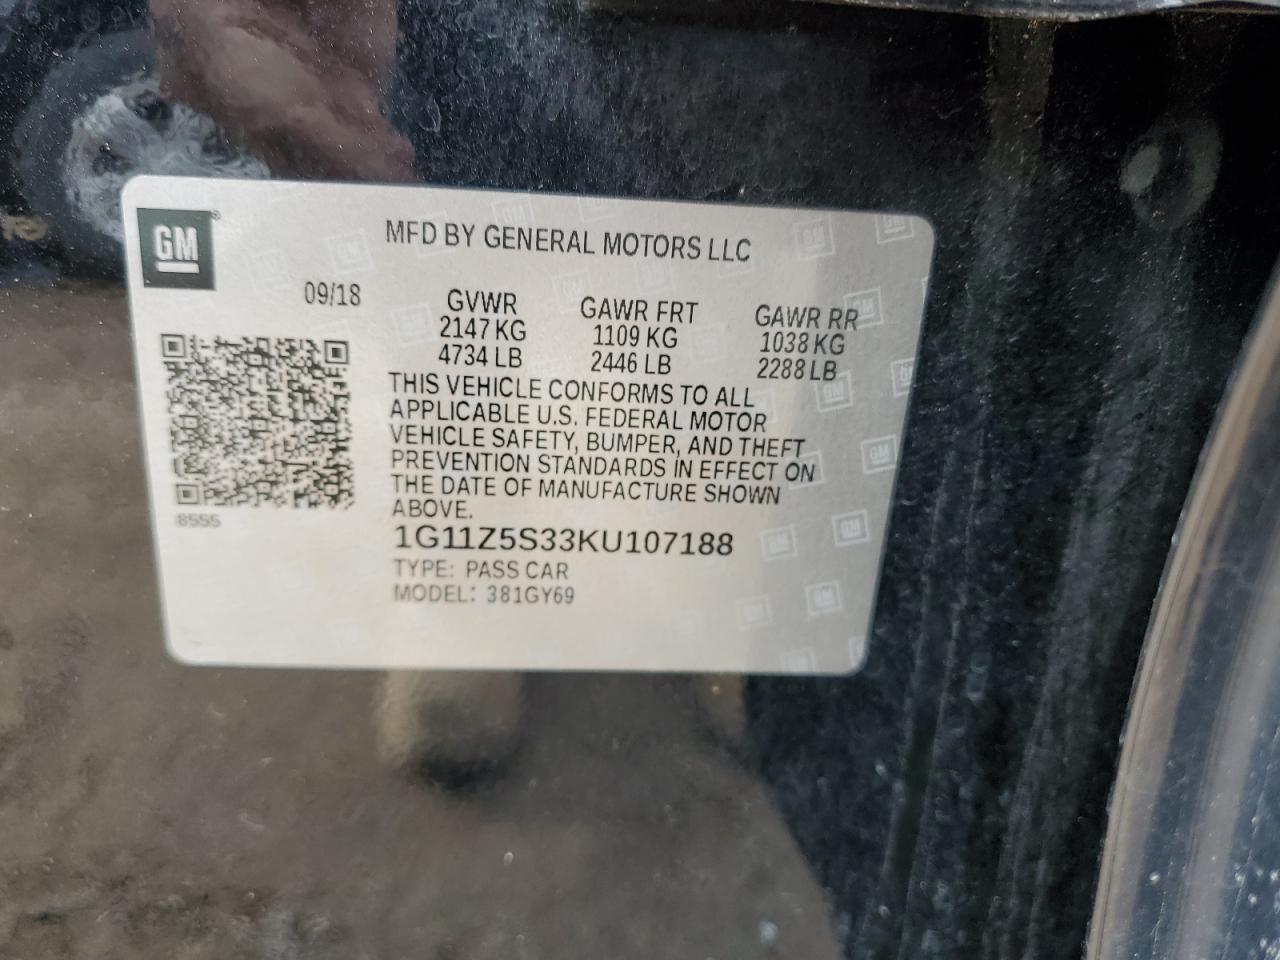 GM
MFD BY GENERAL MOTORS LLC
09/18
GVWR GAWR FRT GAWR RR
2147 KG 1109 KG 1038 KG
4734 LB 2446 LB 2288 LB
THIS VEHICLE CONFORMS TO ALL
APPLICABLE U.S. FEDERAL MOTOR
VEHICLE SAFETY, BUMPER, AND THEFT
PREVENTION STANDARDS IN EFFECT ON
THE DATE OF MANUFACTURE SHOWN
ABOVE.
8555
1G11Z5S33KU107188
TYPE: PASS CAR
MODEL: 381GY69